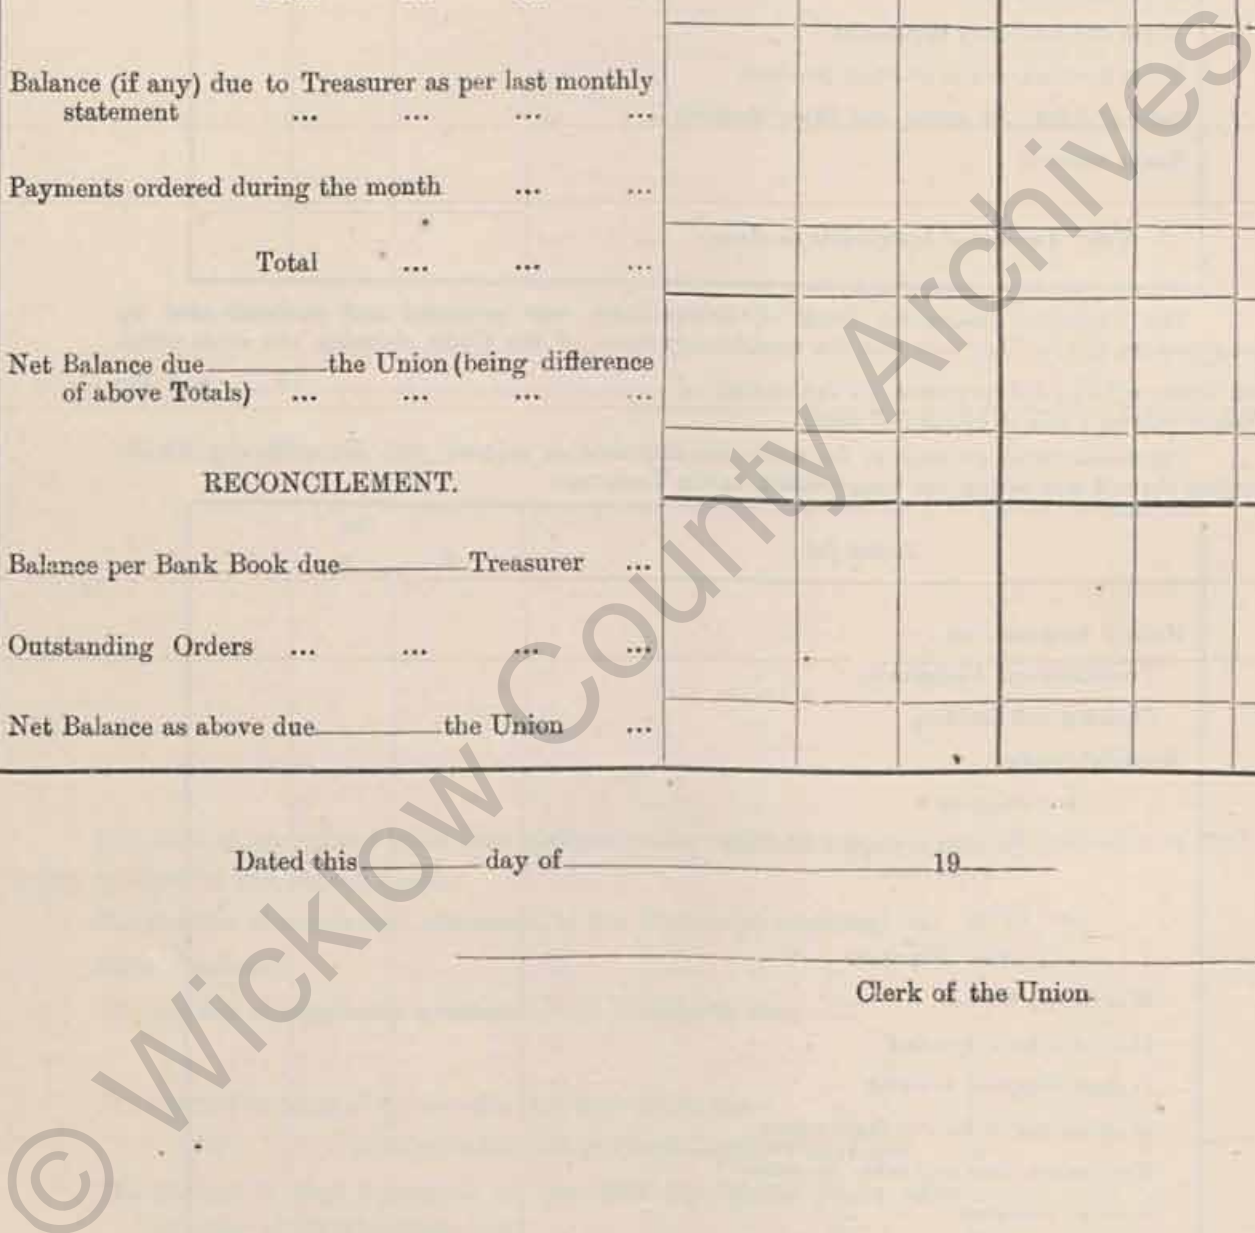 Balance (if any) due to Treasurer as per last monthly
statement ... ... ... ...
Payments ordered during the month ... ...
Total ... ... ...
Net Balance due the Union (being difference
of above Totals) ... ... ... ...
RECONCILEMENT.
Balance per Bank Book due Treasurer ...
Outstanding Orders ... ... ... ...
Net Balance as above due the Union ...
Dated this day of 19
Clerk of the Union.
© Wicklow County Archives